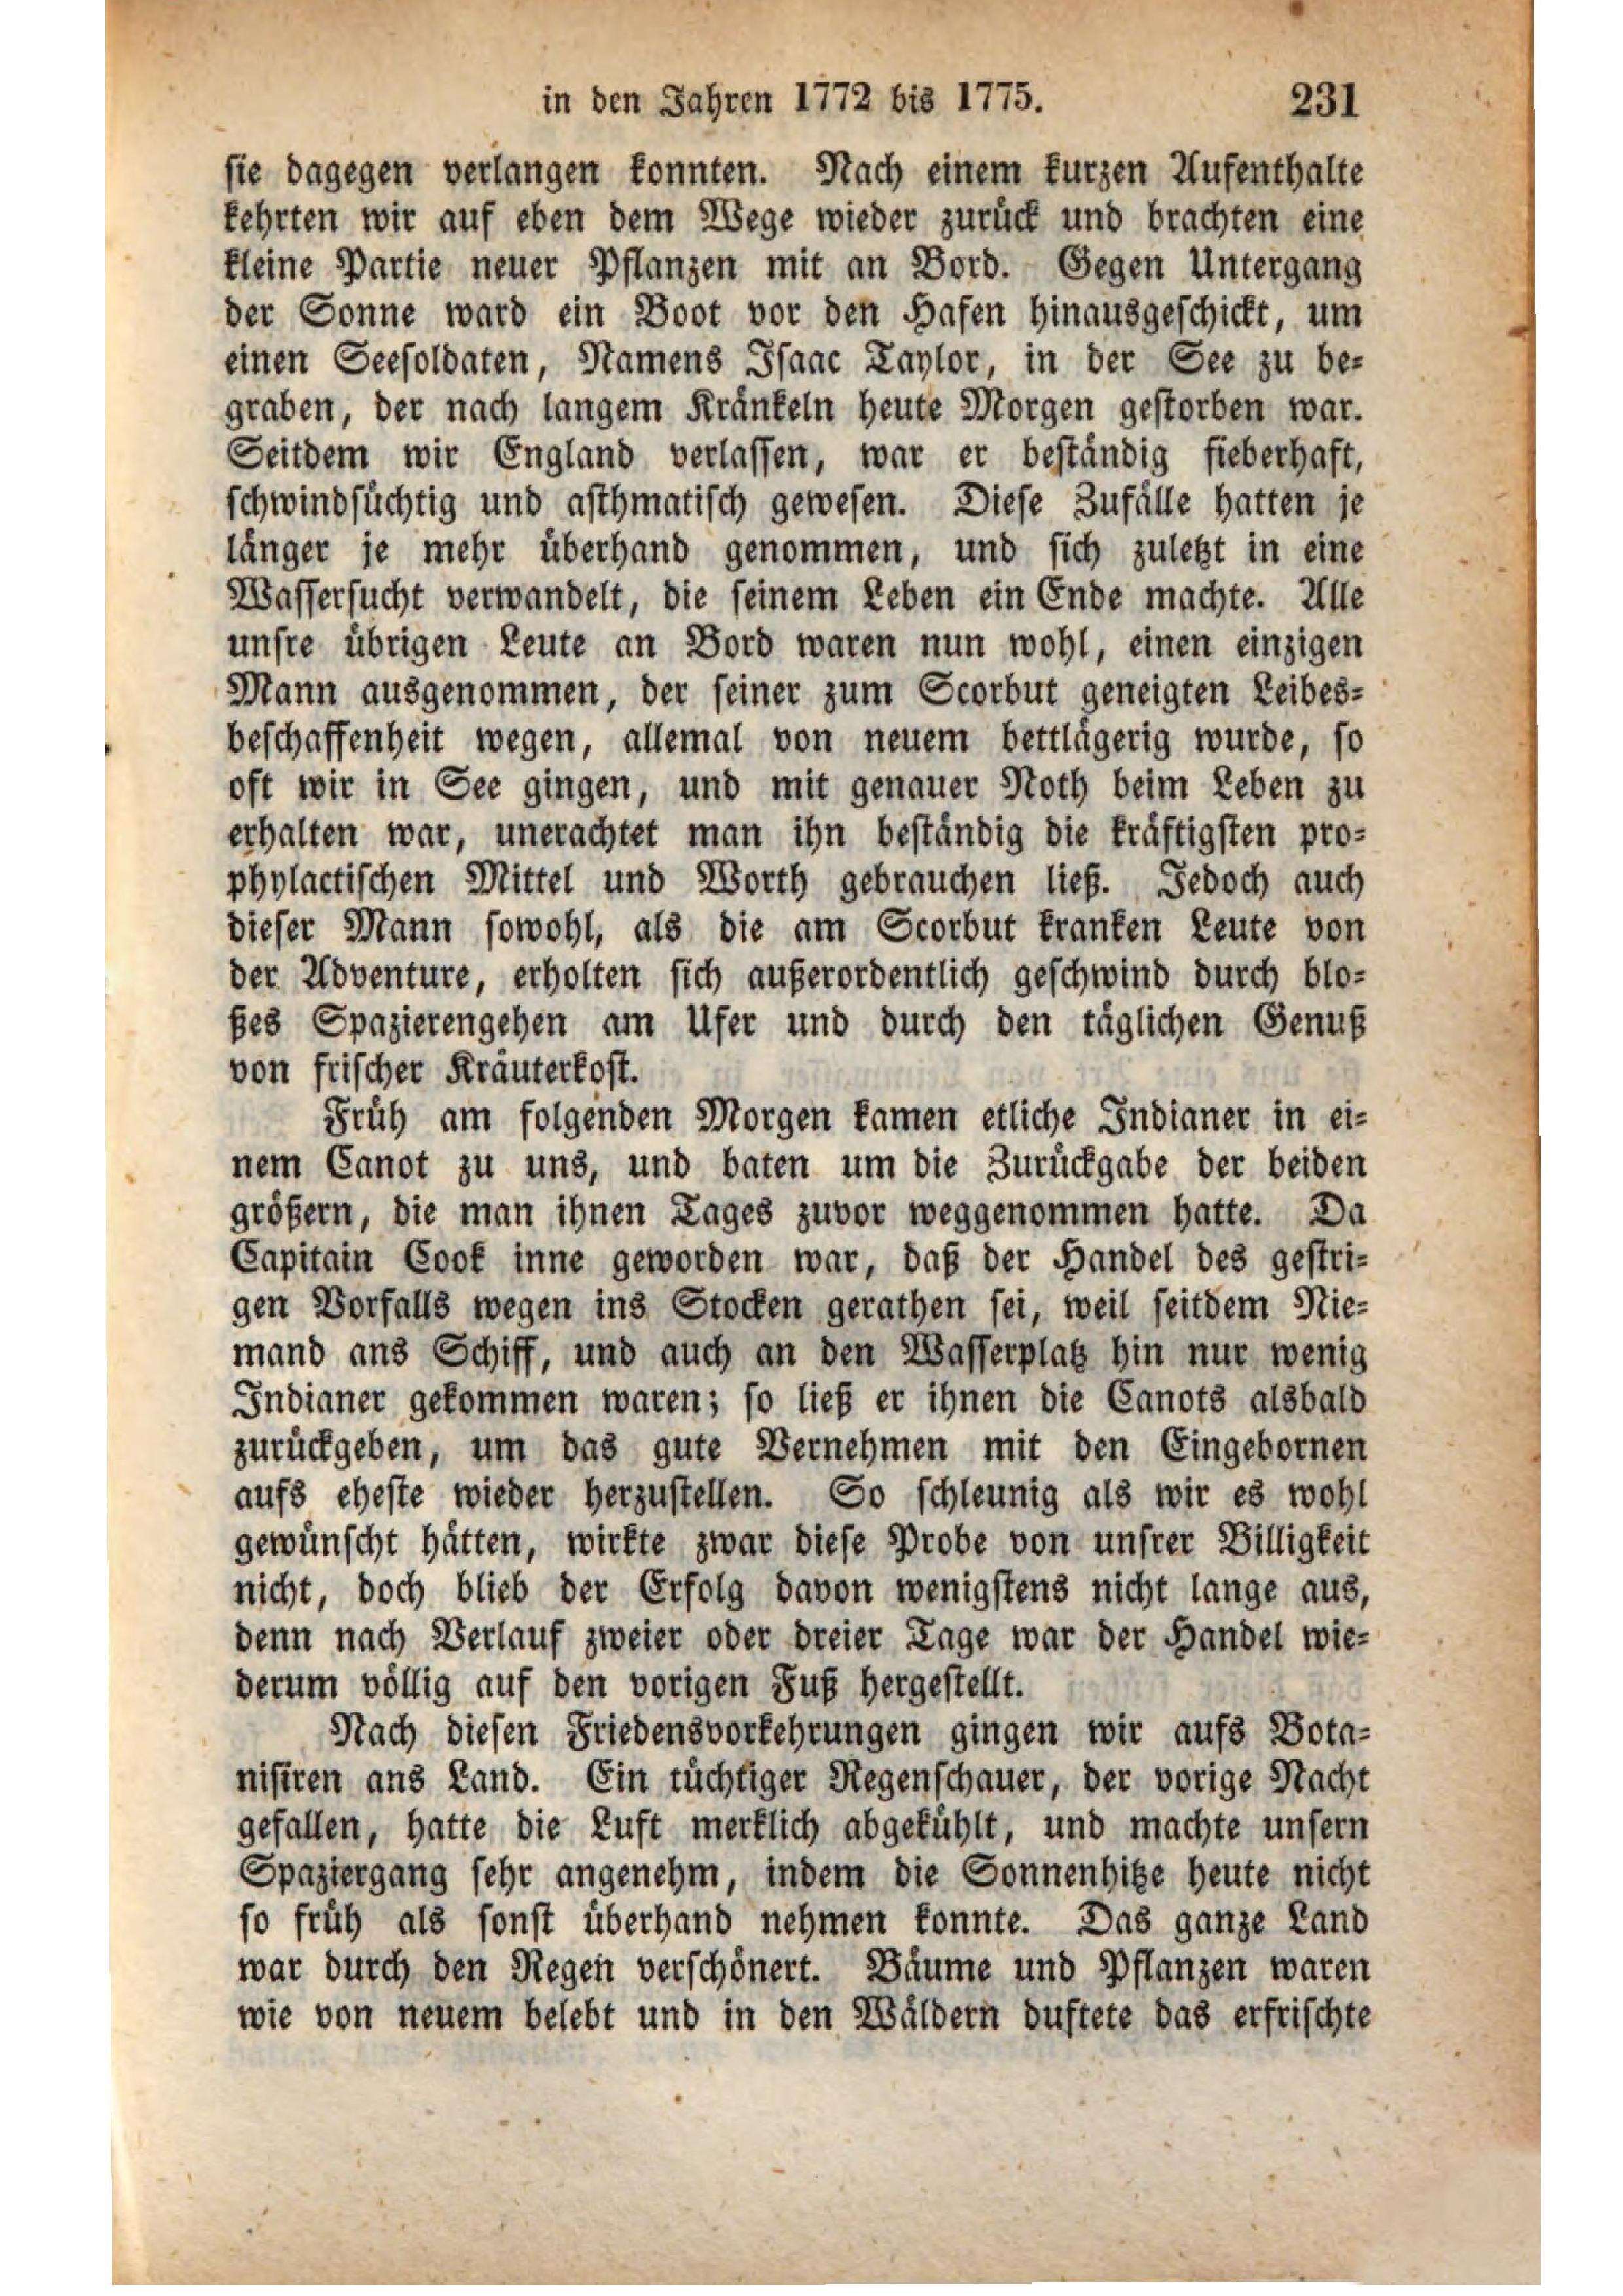 in den Jahren 1772 bis 1775. 231
sie dagegen verlangen konnten. Nach einem kurzen Aufenthalte
kehrten wir auf eben dem Wege wieder zurück und brachten eine
kleine Partie neuer Pflanzen mit an Bord. Gegen Untergang
der Sonne ward ein Boot vor den Hafen hinausgeschickt, um
einen Seesoldaten, Namens Isaac Taylor, in der See zu be-
graben, der nach langem Kränkeln heute Morgen gestorben war.
Seitdem wir England verlassen, war er beständig fieberhaft,
schwindsüchtig und asthmatisch gewesen. Diese Zufälle hatten je
länger je mehr überhand genommen, und sich zuletzt in eine
Wassersucht verwandelt, die seinem Leben ein Ende machte. Alle
unsre übrigen Leute an Bord waren nun wohl, einen einzigen
Mann ausgenommen, der seiner zum Scorbut geneigten Leibes-
beschaffenheit wegen, allemal von neuem bettlägerig wurde, so
oft wir in See gingen, und mit genauer Noth beim Leben zu
erhalten war, unerachtet man ihn beständig die kräftigsten pro-
phylactischen Mittel und Worth gebrauchen ließ. Jedoch auch
dieser Mann sowohl, als die am Scorbut kranken Leute von
der Adventure, erholten sich außerordentlich geschwind durch blo-
ßes Spazierengehen am Ufer und durch den täglichen Genuß
von frischer Kräuterkost.
Früh am folgenden Morgen kamen etliche Indianer in ei-
nem Canot zu uns, und baten um die Zurückgabe der beiden
größern, die man ihnen Tages zuvor weggenommen hatte. Da
Capitain Cook inne geworden war, daß der Handel des gestri-
gen Vorfalls wegen ins Stocken gerathen sei, weil seitdem Nie-
mand ans Schiff, und auch an den Wasserplatz hin nur wenig
Indianer gekommen waren; so ließ er ihnen die Canots alsbald
zurückgeben, um das gute Vernehmen mit den Eingebornen
aufs eheste wieder herzustellen. So schleunig als wir es wohl
gewünscht hätten, wirkte zwar diese Probe von unsrer Billigkeit
nicht, doch blieb der Erfolg davon wenigstens nicht lange aus,
denn nach Verlauf zweier oder dreier Tage war der Handel wie-
derum völlig auf den vorigen Fuß hergestellt.
Nach diesen Friedensvorkehrungen gingen wir aufs Bota-
nisiren ans Land. Ein tüchtiger Regenschauer, der vorige Nacht
gefallen, hatte die Luft merklich abgekühlt, und machte unsern
Spaziergang sehr angenehm, indem die Sonnenhitze heute nicht
so früh als sonst überhand nehmen konnte. Das ganze Land
war durch den Regen verschönert. Bäume und Pflanzen waren
wie von neuem belebt und in den Wäldern duftete das erfrischte